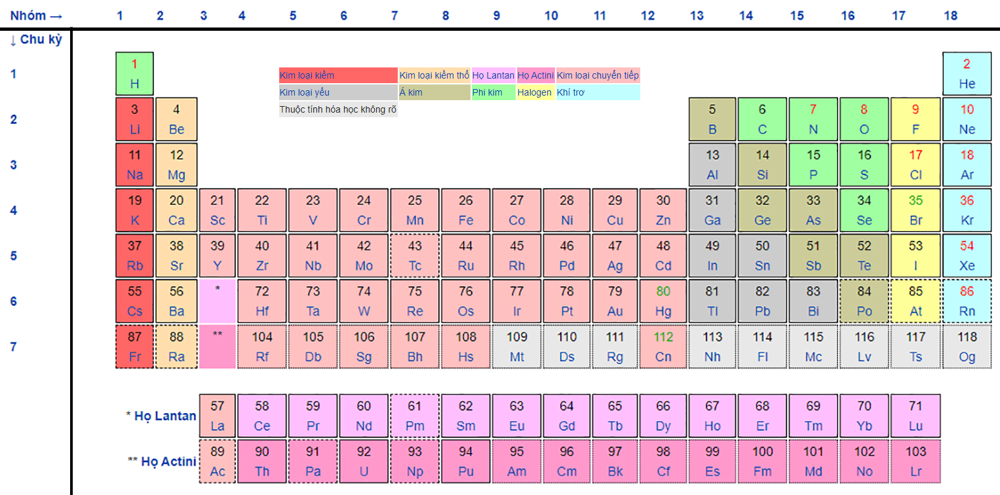 Nhóm → 1 2 3 4 5 6 7 8 9 10 11 12 13 14 15 16 17 18
↓ Chu kỳ
1 1 2
H He
Kim loại kiềm Kim loại kiềm thổ Họ Lantan Họ Actini Kim loại chuyển tiếp
Kim loại yếu Á kim Phi kim Halogen Khí trơ
Thuộc tính hóa học không rõ
2 3 4 5 6 7 8 9 10
Li Be B C N O F Ne
3 11 12 13 14 15 16 17 18
Na Mg Al Si P S Cl Ar
4 19 20 21 22 23 24 25 26 27 28 29 30 31 32 33 34 35 36
K Ca Sc Ti V Cr Mn Fe Co Ni Cu Zn Ga Ge As Se Br Kr
5 37 38 39 40 41 42 43 44 45 46 47 48 49 50 51 52 53 54
Rb Sr Y Zr Nb Mo Tc Ru Rh Pd Ag Cd In Sn Sb Te I Xe
6 55 56 * 72 73 74 75 76 77 78 79 80 81 82 83 84 85 86
Cs Ba Hf Ta W Re Os Ir Pt Au Hg Tl Pb Bi Po At Rn
7 87 88 ** 104 105 106 107 108 109 110 111 112 113 114 115 116 117 118
Fr Ra Rf Db Sg Bh Hs Mt Ds Rg Cn Nh Fl Mc Lv Ts Og
* Họ Lantan 57 58 59 60 61 62 63 64 65 66 67 68 69 70 71
La Ce Pr Nd Pm Sm Eu Gd Tb Dy Ho Er Tm Yb Lu
** Họ Actini 89 90 91 92 93 94 95 96 97 98 99 100 101 102 103
Ac Th Pa U Np Pu Am Cm Bk Cf Es Fm Md No Lr